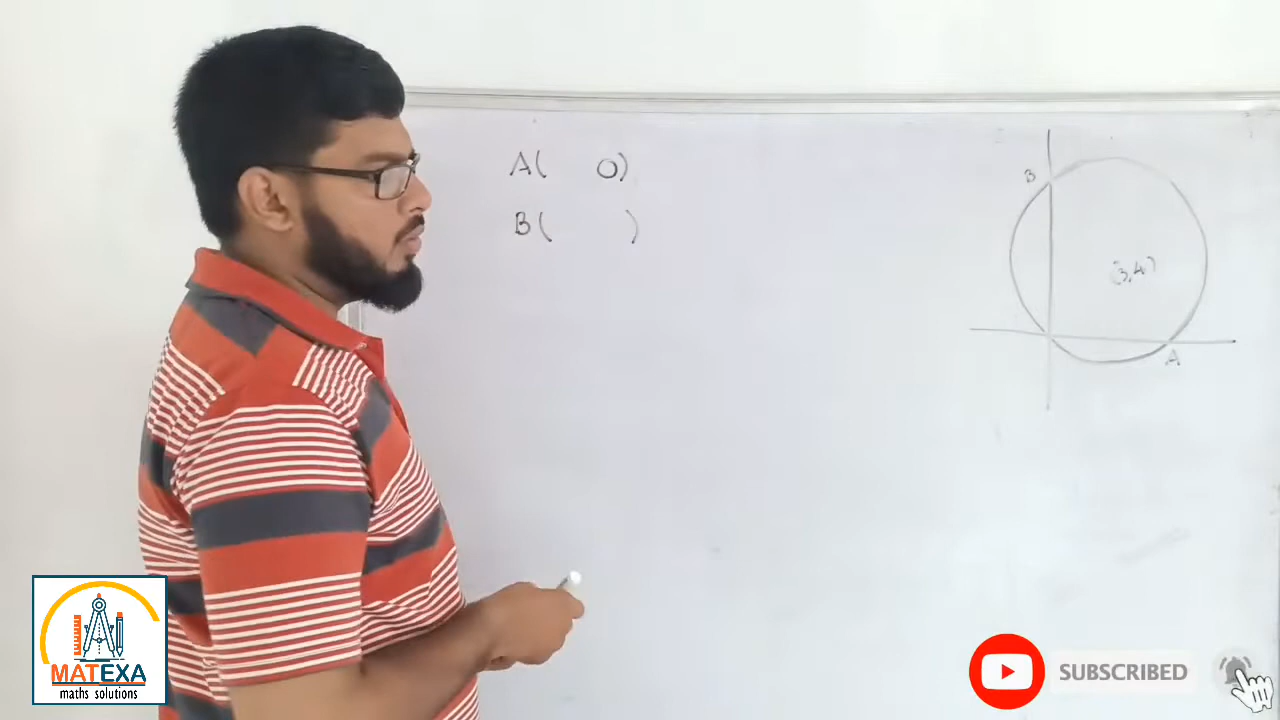 A( 0)
B( )
B
(3,4)
A
MATEXA
maths solutions
SUBSCRIBED